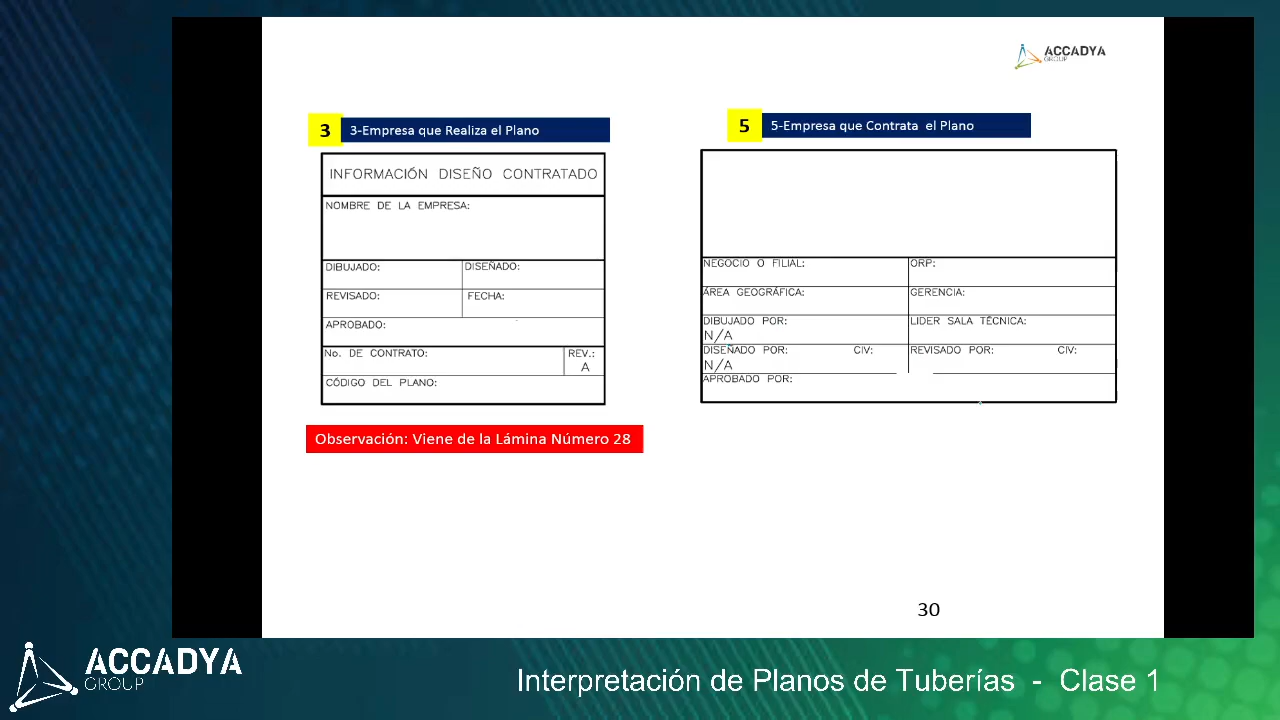 ACCADYA
GROUP
3
3-Empresa que Realiza el Plano
INFORMACIÓN DISEÑO CONTRATADO
NOMBRE DE LA EMPRESA:
DIBUJADO:
DISEÑADO:
REVISADO:
FECHA:
APROBADO:
No. DE CONTRATO:
REV.:
A
CÓDIGO DEL PLANO:
Observación: Viene de la Lámina Número 28
5
5-Empresa que Contrata el Plano
NEGOCIO O FILIAL:
ORP:
ÁREA GEOGRÁFICA:
GERENCIA:
DIBUJADO POR:
N/A
LIDER SALA TÉCNICA:
DISEÑADO POR: CIV:
N/A
REVISADO POR: CIV:
APROBADO POR:
30
ACCADYA
GROUP
Interpretación de Planos de Tuberías - Clase 1